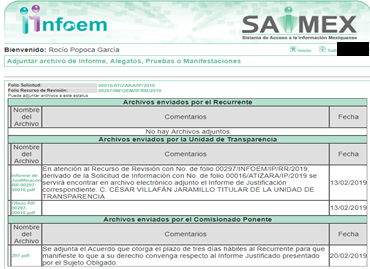 infoem
SAIMEX
Sistema de Acceso a la Información Mexiquense
Bienvenido: Rocío Popoca García
Inicio
Adjuntar archivo de Informe, Alegatos, Pruebas o Manifestaciones
Folio Solicitud: 00016/ATIZARA/IP/2019
Folio Recurso de Revisión: 00297/INFOEM/IP/RR/2019
Puede adjuntar archivos a este estatus
Archivos enviados por el Recurrente
Nombre
del
Archivo
Comentarios
Fecha
No hay Archivos adjuntos
Archivos enviados por la Unidad de Transparencia
Nombre
del
Archivo
Comentarios
Fecha
Informe de
Justificación
RR 00297-
00016.pdf
En atención al Recurso de Revisión con No. de folio 00297/INFOEM/IP/RR/2019,
derivado de la Solicitud de Información con No. de folio 00016/ATIZARA/IP/2019 se
servirá encontrar en archivo electrónico adjunto el Informe de Justificación
correspondiente. C. CÉSAR VILLAFÁN JARAMILLO TITULAR DE LA UNIDAD DE
TRANSPARENCIA
13/02/2019
Oficio RR
00297-
00016.pdf
13/02/2019
Archivos enviados por el Comisionado Ponente
Nombre
del
Archivo
Comentarios
Fecha
297.pdf
Se adjunta el Acuerdo que otorga el plazo de tres días hábiles al Recurrente para que
manifieste lo que a su derecho convenga respecto al Informe Justificado presentado
por el Sujeto Obligado.
20/02/2019